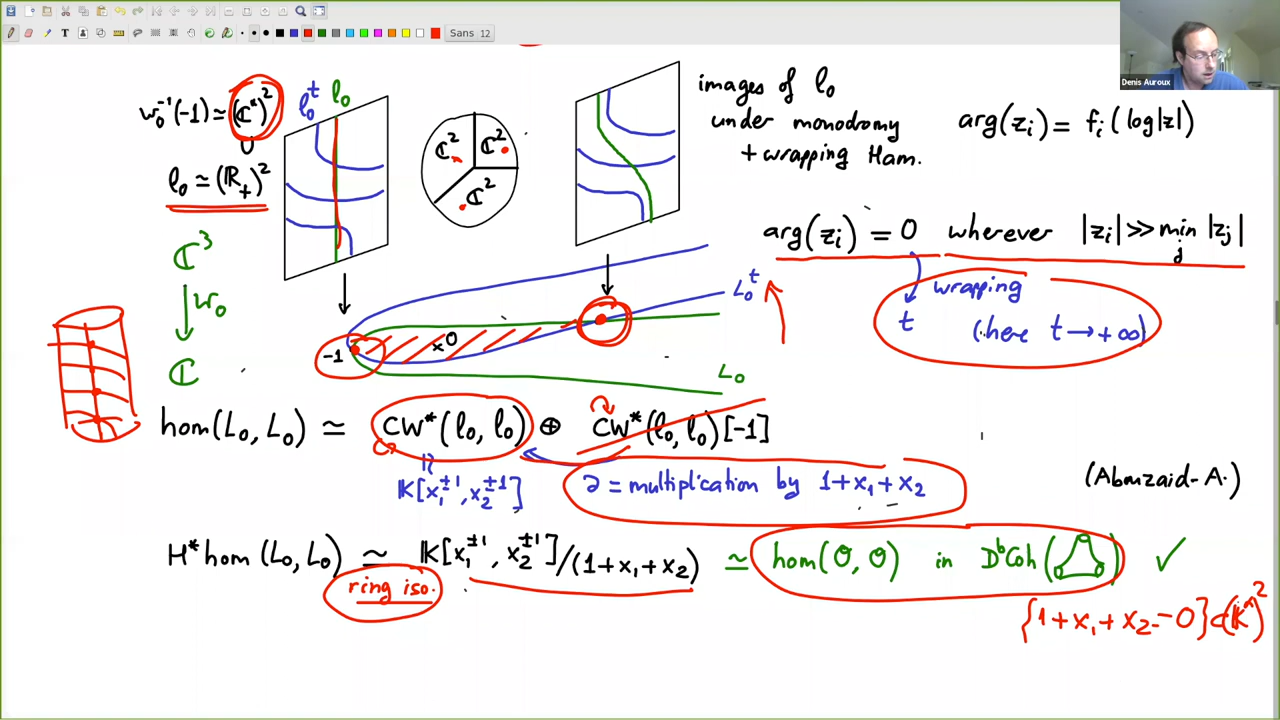 Sans 12
Denis Auroux
w₀⁻¹(-1) ≃ (ℂ*)²
∪
ℓ₀ ≃ (ℝ₊)²
ℓ₀ᵗ ℓ₀
ℂ² ℂ² ℂ²
images of ℓ₀
under monodromy
+ wrapping Ham.
arg(zᵢ) = fᵢ(log|z|)
arg(zᵢ) = 0 wherever |zᵢ| >> min_j |zⱼ|
wrapping
t (here t → +∞)
ℂ³
↓ w₀
ℂ
-1
×0
L₀ᵗ
L₀
hom(L₀, L₀) ≃ CW*(ℓ₀, ℓ₀) ⊕ CW*(ℓ₀, ℓ₀)[-1]
𝕂[x₁^±1, x₂^±1]
∂ = multiplication by 1+x₁+x₂
(Abouzaid-A.)
H*hom(L₀, L₀) ≃ 𝕂[x₁^±1, x₂^±1]/(1+x₁+x₂) ≃ hom(O, O) in DᵇCoh( ) ✓
ring iso.
{1+x₁+x₂=0} ⊂ (𝕂*)²